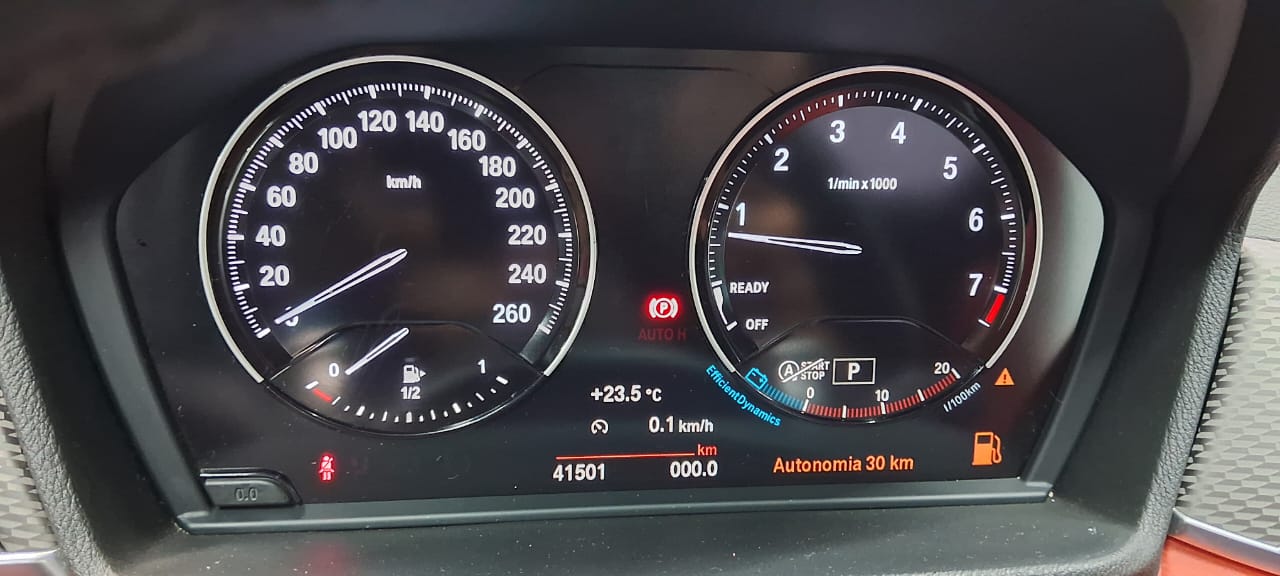 km/h
0
20
40
60
80
100
120
140
160
180
200
220
240
260
0
1/2
1
P
AUTO H
+23.5 °C
0.1 km/h
km
41501
000.0
0.0
1/min x 1000
1
2
3
4
5
6
7
READY
OFF
A START STOP
P
0
10
20
l/100km
EfficientDynamics
Autonomia 30 km